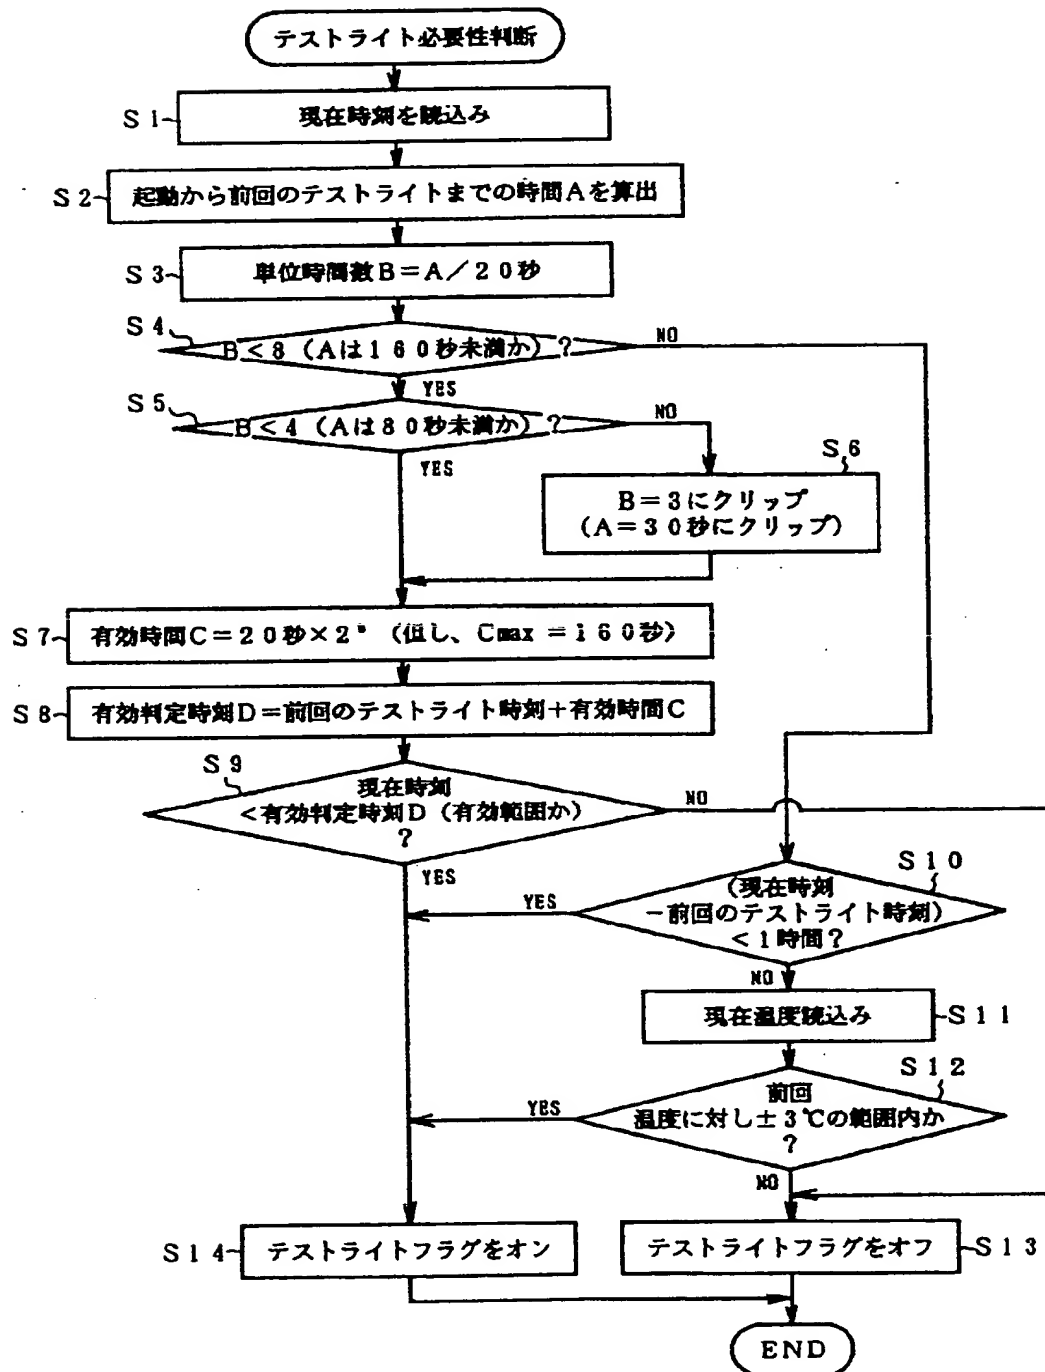 テストライト必要性判断
S1
現在時刻を読込み
S2
起動から前回のテストライトまでの時間Aを算出
S3
単位時間数B=A/20秒
S4
B<8(Aは160秒未満か)?
NO
YES
S5
B<4(Aは80秒未満か)?
NO
YES
S6
B=3にクリップ
(A=30秒にクリップ)
S7
有効時間C=20秒×2 (但し、Cmax=160秒)
S8
有効判定時刻D=前回のテストライト時刻+有効時間C
S9
現在時刻
<有効判定時刻D(有効範囲か)
?
NO
YES
S10
(現在時刻
-前回のテストライト時刻)
<1時間?
YES
NO
現在温度読込み
S11
S12
前回
温度に対し±3℃の範囲内か
?
YES
NO
S14
テストライトフラグをオン
テストライトフラグをオフ
S13
END